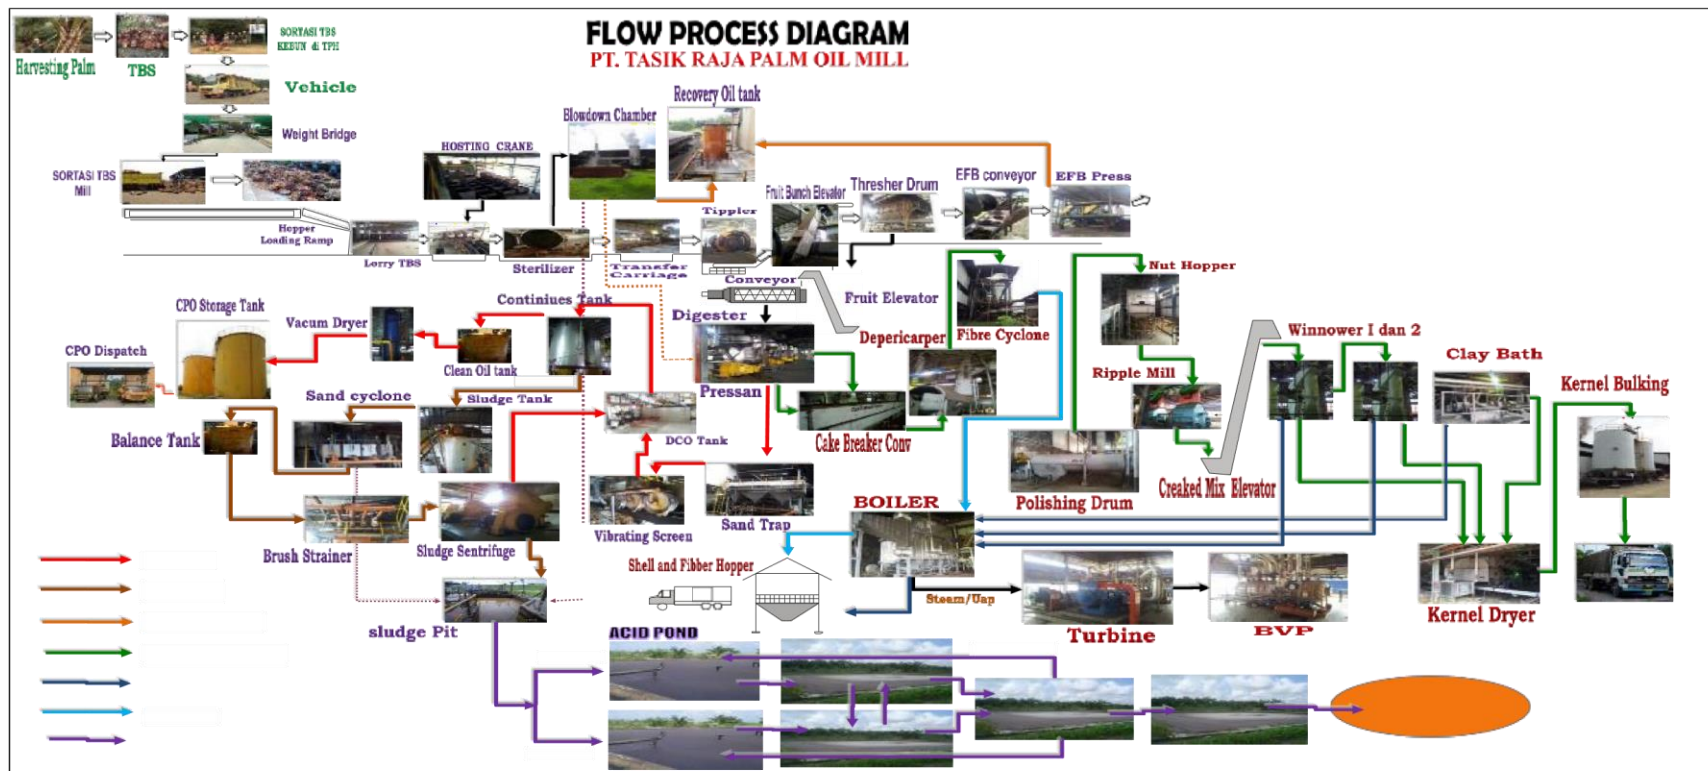 FLOW PROCESS DIAGRAM
PT. TASIK RAJA PALM OIL MILL
Harvesting Palm
TBS
SORTASI TBS
KEBUN di TPH
Vehicle
Weight Bridge
SORTASI TBS
Mill
Hopper
Loading Ramp
Lorry TBS
HOSTING CRANE
Sterilizer
Blowdown Chamber
Recovery Oil tank
Transfer
Carriage
Tippler
Fruit Bunch Elevator
Thresher Drum
EFB conveyor
EFB Press
Conveyor
Fruit Elevator
Digester
Pressan
CPO Storage Tank
CPO Dispatch
Vacum Dryer
Clean Oil tank
Continiues Tank
Sludge Tank
Sand cyclone
Balance Tank
DCO Tank
Cake Breaker Conv
Depericarper
Fibre Cyclone
Nut Hopper
Ripple Mill
Polishing Drum
Creaked Mix Elevator
Winnower I dan 2
Clay Bath
Kernel Bulking
Kernel Dryer
Brush Strainer
Sludge Sentrifuge
Vibrating Screen
Sand Trap
BOILER
Shell and Fibber Hopper
Steam/Uap
Turbine
BVP
sludge Pit
ACID POND